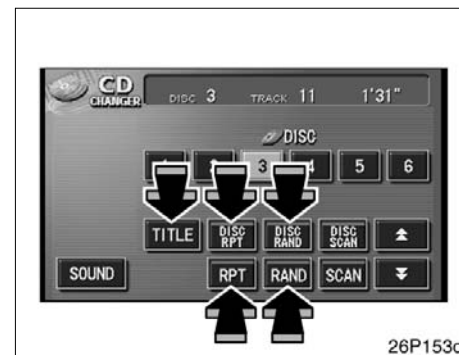 CD
CHANGER DISC 3 TRACK 11 1'31"
DISC
3 5 6
TITLE DISC RPT DISC RAND DISC SCAN
SOUND RPT RAND SCAN
26P153c